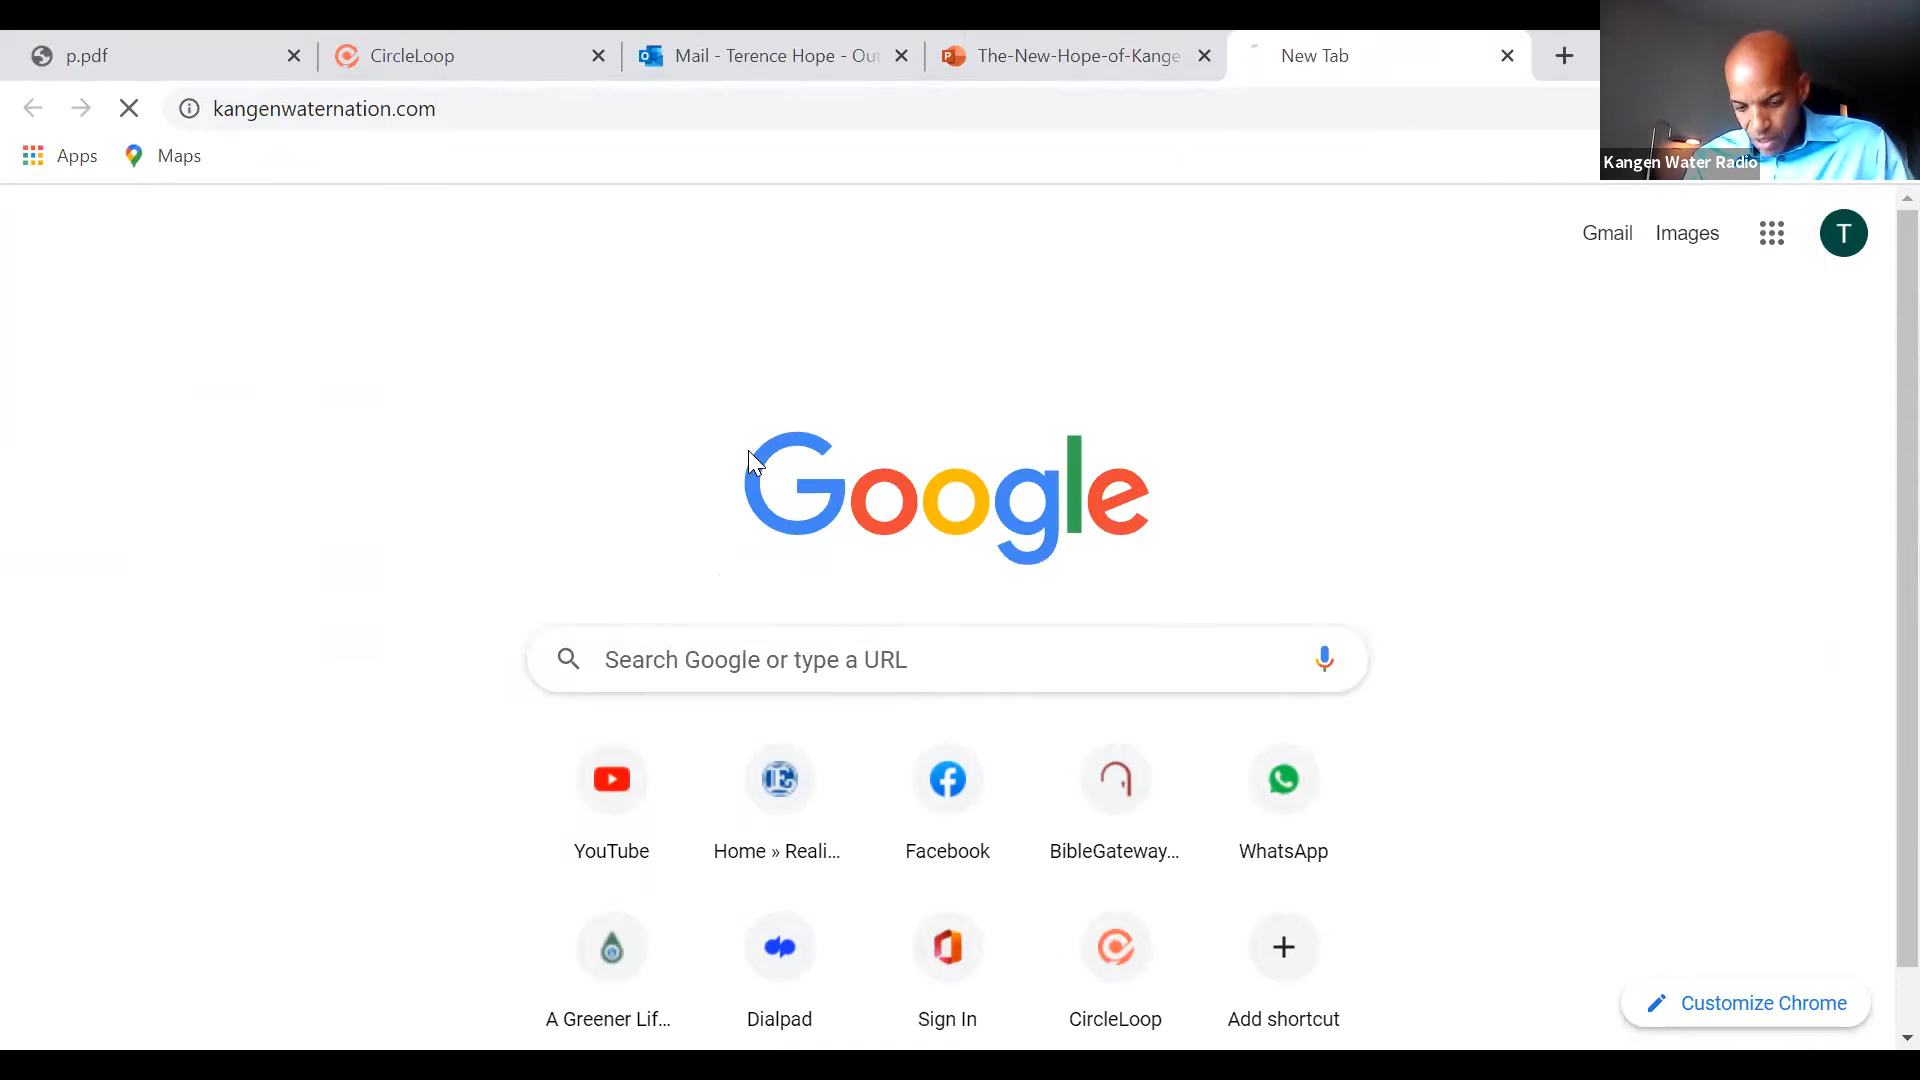 p.pdf
CircleLoop
Mail - Terence Hope - Out
The-New-Hope-of-Kange
New Tab
kangenwaternation.com
Apps
Maps
Kangen Water Radio
Gmail
Images
T
Google
Search Google or type a URL
YouTube
Home » Reali...
Facebook
BibleGateway...
WhatsApp
A Greener Lif...
Dialpad
Sign In
CircleLoop
Add shortcut
Customize Chrome